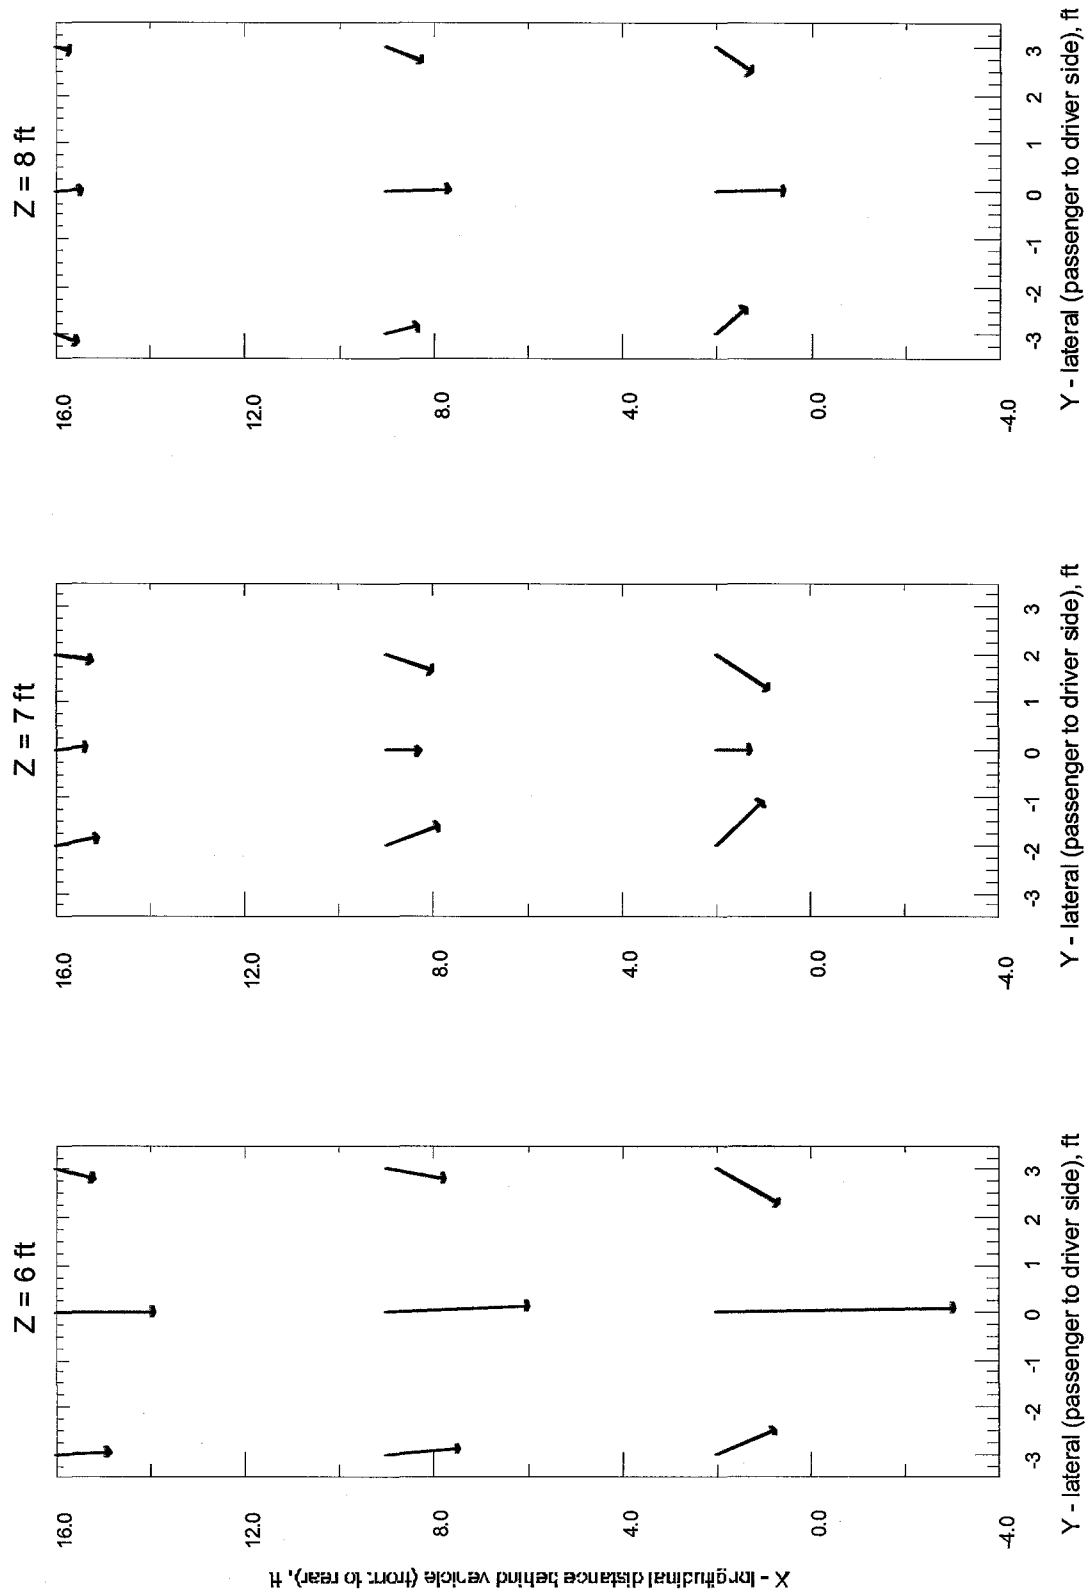 Z = 6 ft
16.0
12.0
8.0
4.0
0.0
-4.0
-3 -2 -1 0 1 2 3
Y - lateral (passenger to driver side), ft
X - longitudinal distance behind vehicle (front to rear), ft
Z = 7 ft
16.0
12.0
8.0
4.0
0.0
-4.0
-3 -2 -1 0 1 2 3
Y - lateral (passenger to driver side), ft
Z = 8 ft
16.0
12.0
8.0
4.0
0.0
-4.0
-3 -2 -1 0 1 2 3
Y - lateral (passenger to driver side), ft